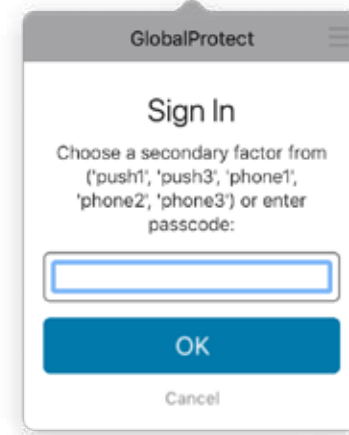 GlobalProtect
Sign In
Choose a secondary factor from
('push1', 'push3', 'phone1',
'phone2', 'phone3') or enter
passcode:
OK
Cancel